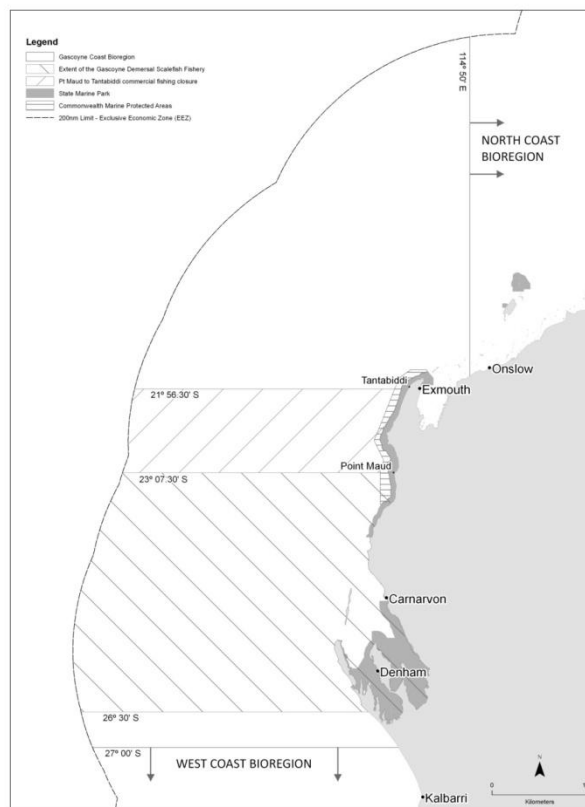 Legend
Gascoyne Coast Bioregion
Extent of the Gascoyne Demersal Scalefish Fishery
Pt Maud to Tantabiddi commercial fishing closure
State Marine Park
Commonwealth Marine Protected Areas
200nm Limit - Exclusive Economic Zone (EEZ)
114° 50' E
NORTH COAST
BIOREGION
Onslow
Tantabiddi
Exmouth
21° 56.30' S
Point Maud
23° 07.30' S
Carnarvon
Denham
26° 30' S
27° 00' S
WEST COAST BIOREGION
N
Kalbarri
0
Kilometers